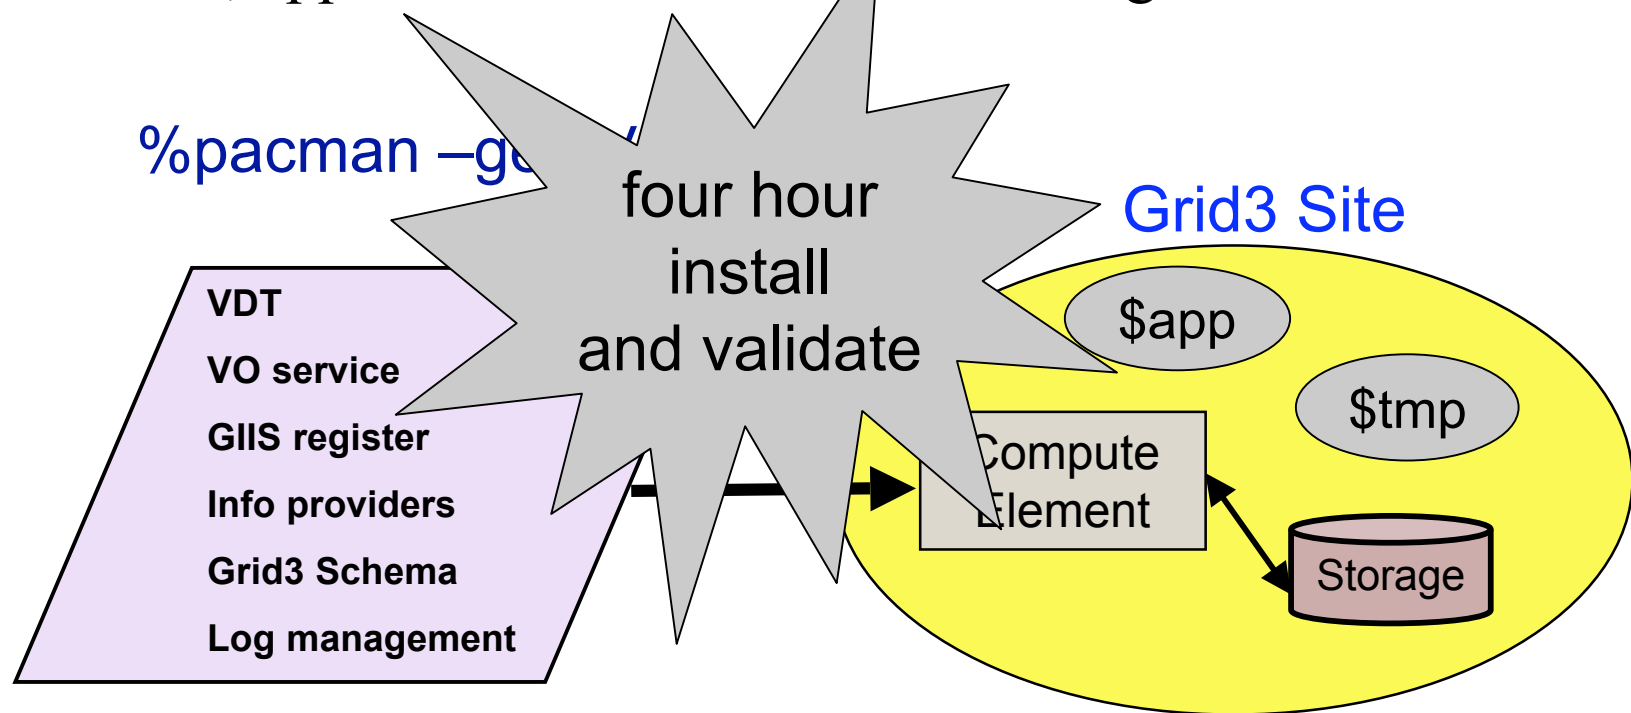 %pacman
four hour
install
and validate
Grid3 Site
VDT
VO service
GIIS register
Info providers
Grid3 Schema
Log management
$app
$tmp
Compute
Element
Storage